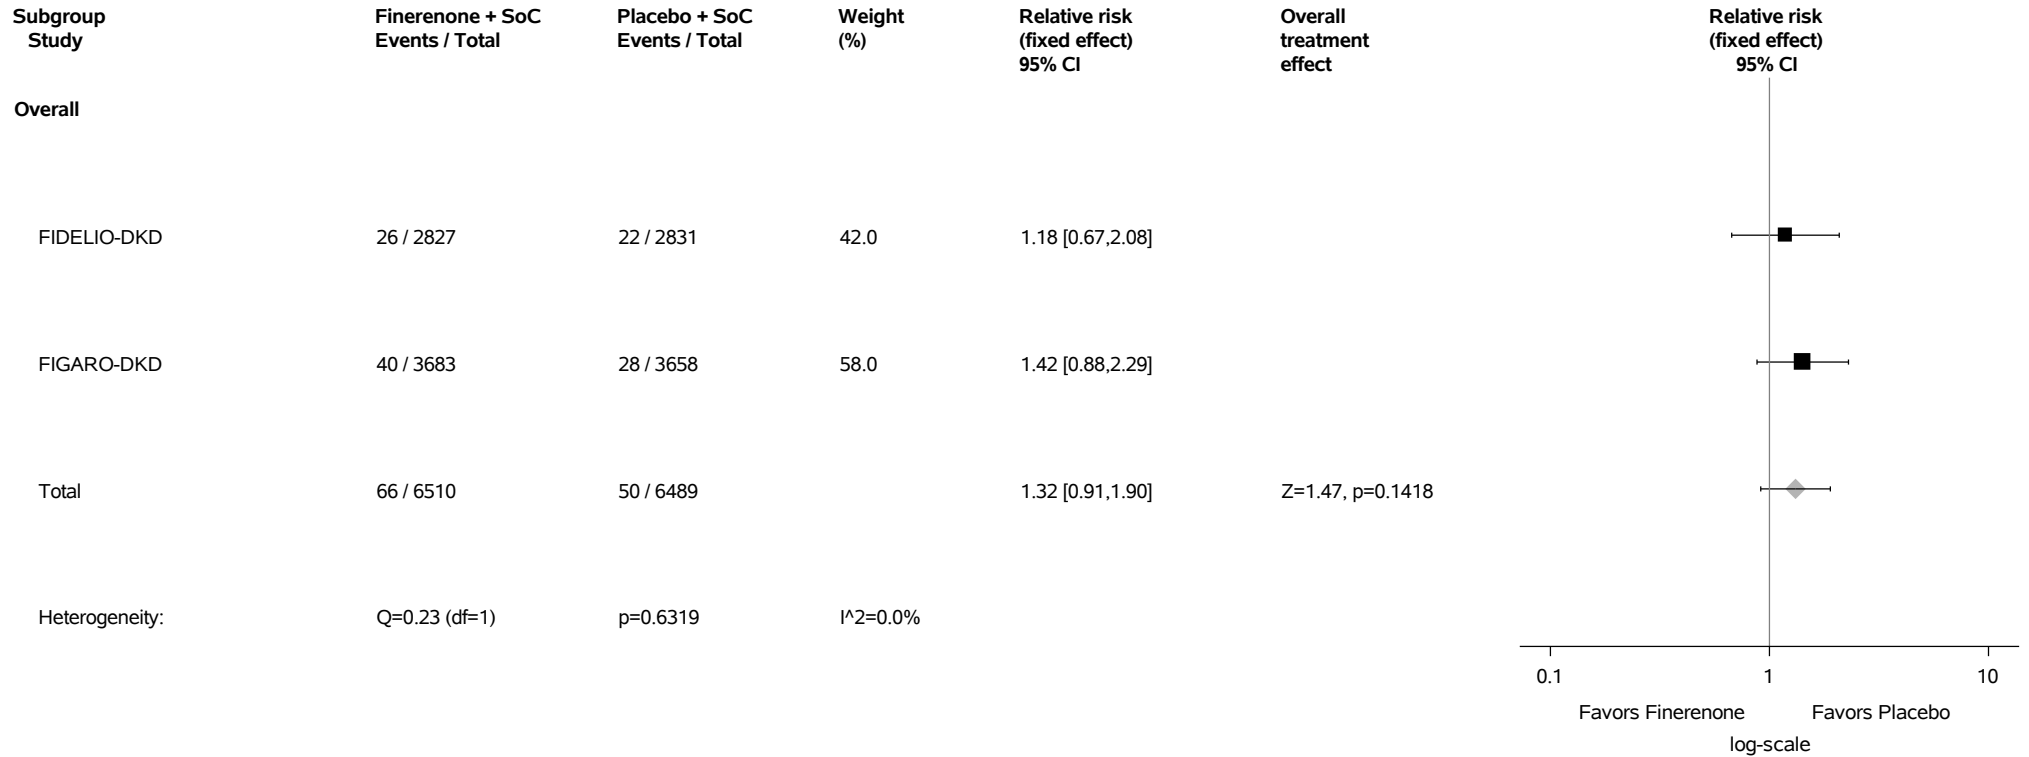 Subgroup Finerenone + SoC Placebo + SoC Weight Relative risk Overall Relative risk
Study Events / Total Events / Total (%) (fixed effect) treatment (fixed effect)
95% CI effect 95% CI
Overall
FIDELIO-DKD 26 / 2827 22 / 2831 42.0 1.18 [0.67,2.08]
FIGARO-DKD 40 / 3683 28 / 3658 58.0 1.42 [0.88,2.29]
Total 66 / 6510 50 / 6489 1.32 [0.91,1.90] Z=1.47, p=0.1418
Heterogeneity: Q=0.23 (df=1) p=0.6319 I^2=0.0%
0.1 1 10
Favors Finerenone Favors Placebo
log-scale